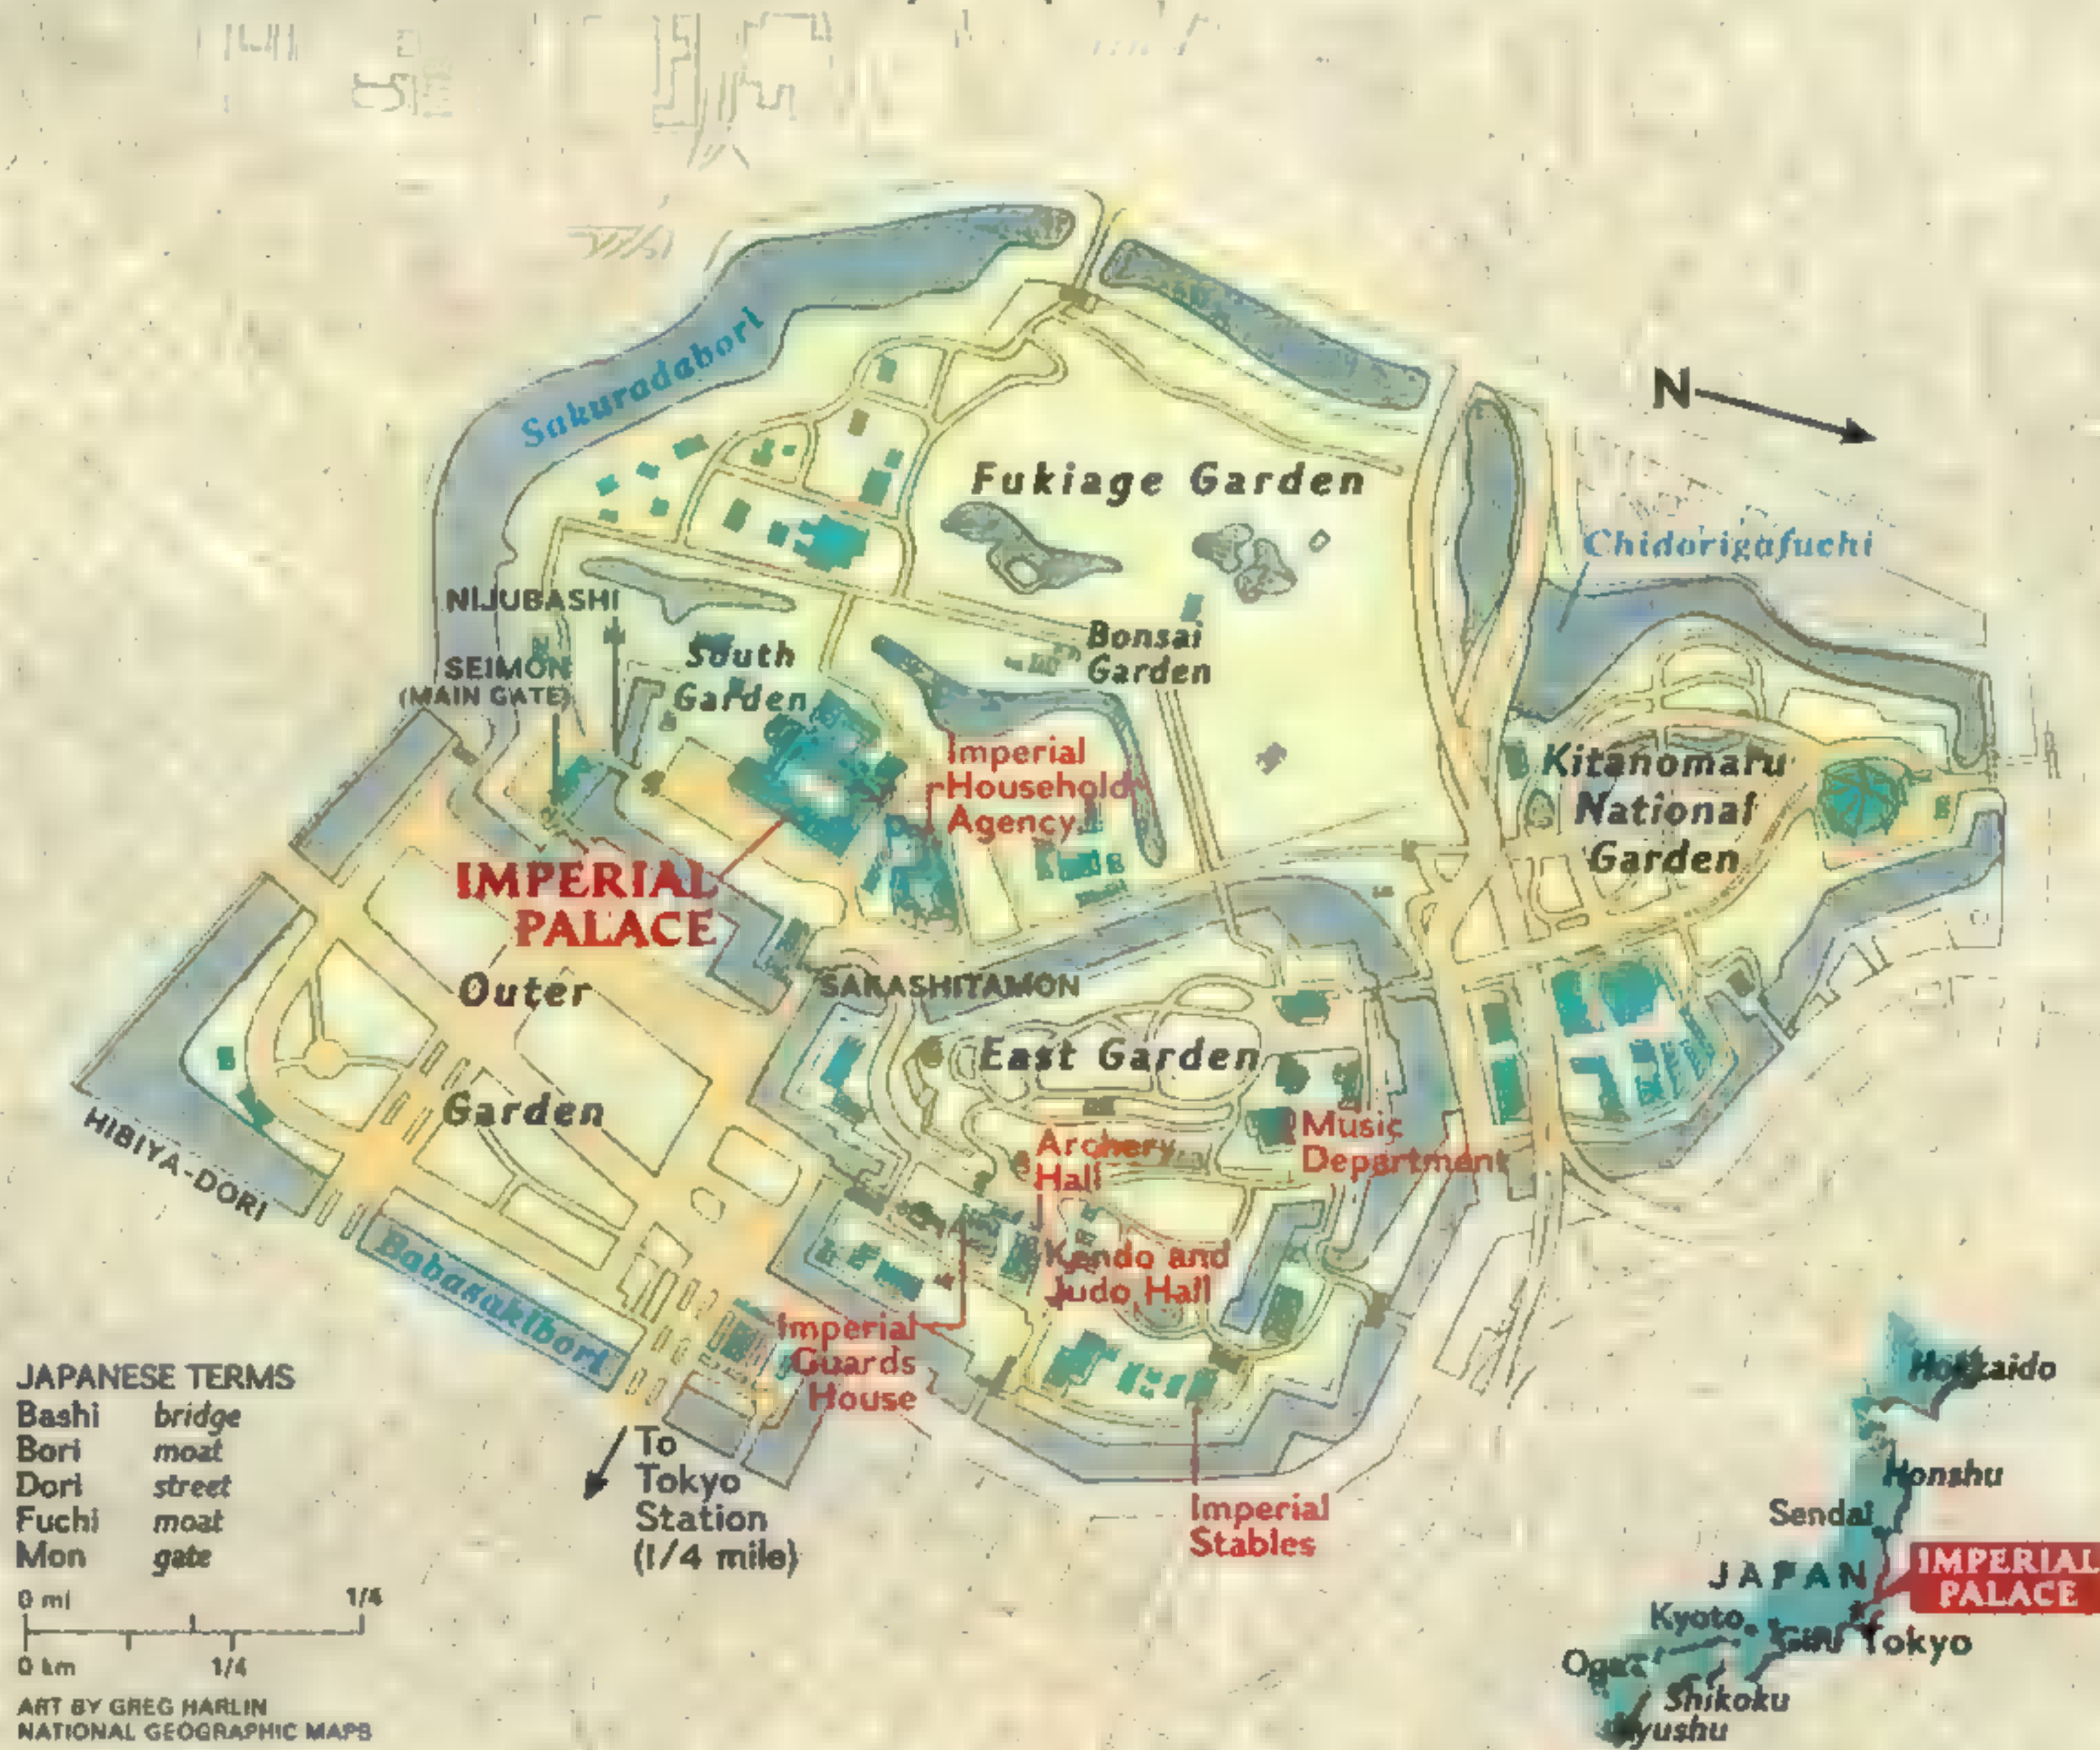 Sakuradabori
N
Fukiage Garden
Chidorigafuchi
NIJUBASHI
SEIMON
(MAIN GATE)
South
Garden
Bonsai
Garden
Imperial
Household
Agency
Kitanomaru
National
Garden
IMPERIAL
PALACE
SAKASHITAMON
Outer
Garden
East Garden
HIBIYA-DORI
Archery
Hall
Music
Department
Kendo and
Judo Hall
Babasakibori
Imperial
Guards
House
To
Tokyo
Station
(1/4 mile)
Imperial
Stables
JAPANESE TERMS
Bashi bridge
Bori moat
Dori street
Fuchi moat
Mon gate
0 mi 1/4
0 km 1/4
ART BY GREG HARLIN
NATIONAL GEOGRAPHIC MAPS
Hokkaido
Honshu
Sendai
JAPAN
IMPERIAL
PALACE
Kyoto
Tokyo
Shikoku
Kyushu